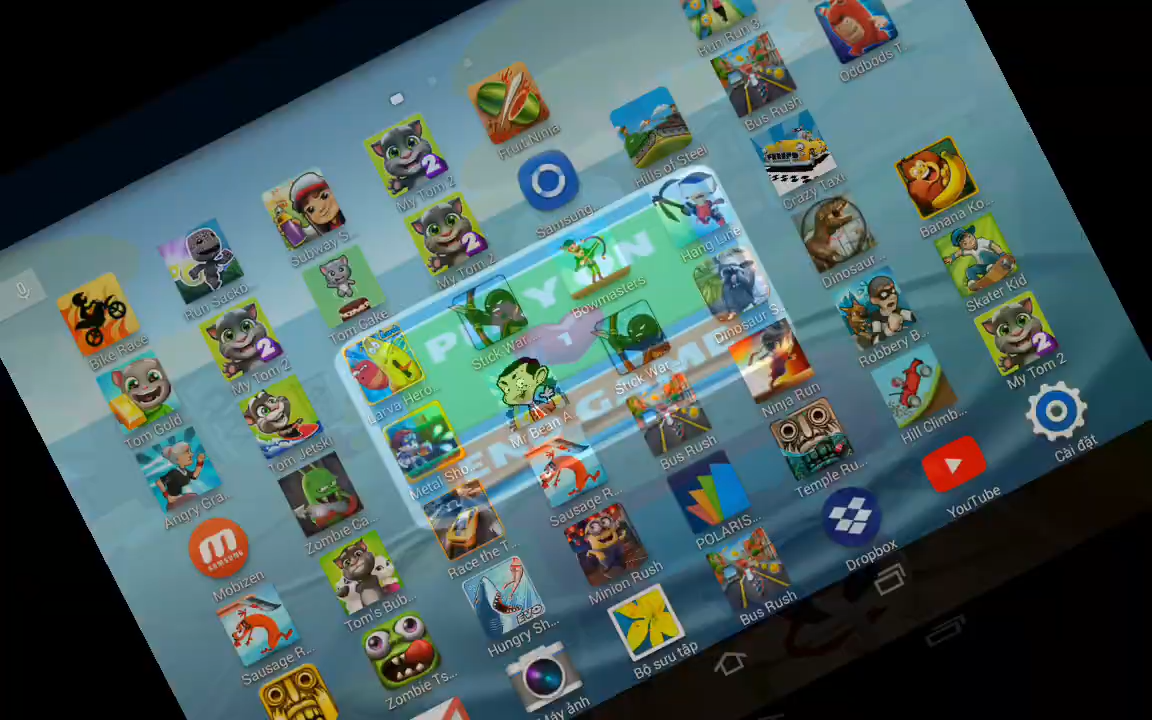 Run Run 3...
Oddbods T...
Fruit Ninja
Hills of Steel
Bus Rush
My Tom 2
Samsung...
Crazy Taxi
Banana Ko...
Subway S...
My Tom 2
Bowmasters
Hang Line
Dinosaur...
Skater Kid
Run Sackb...
Tom Cake
Stick War...
Stick War...
Dinosaur S...
Robbery B...
My Tom 2
Bike Race
My Tom 2
Larva Hero...
Mr Bean A...
Bus Rush
Ninja Run
Hill Climb...
Cài đặt
Tom Gold
Tom Jetski
Metal Sho...
Sausage R...
POLARIS...
Temple Ru...
YouTube
Angry Gra...
Zombie Ca...
Race the T...
Minion Rush
Bus Rush
Dropbox
SAMSUNG
Mobizen
Tom's Bub...
EVO
Hungry Sh...
Bộ sưu tập
Sausage R...
Zombie Ts...
Máy ảnh